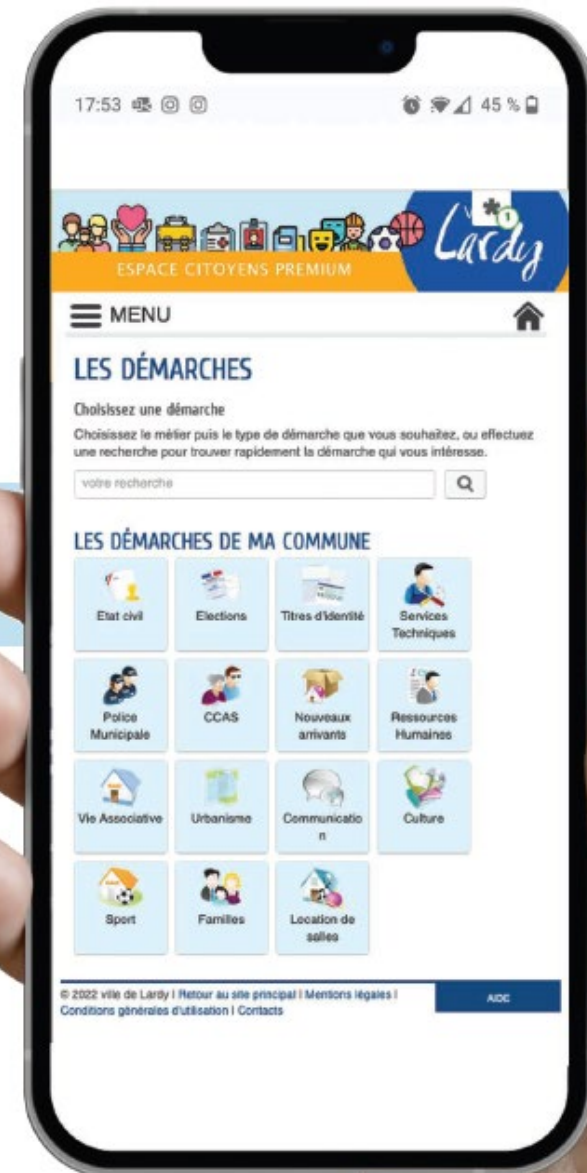 17:53 45 %
Lardy
1
ESPACE CITOYENS PREMIUM
MENU
LES DÉMARCHES
Choisissez une démarche
Choisissez le métier puis le type de démarche que vous souhaitez, ou effectuez
une recherche pour trouver rapidement la démarche qui vous intéresse.
votre recherche
LES DÉMARCHES DE MA COMMUNE
Etat civil
Elections
Titres d'identité
Services
Techniques
Police
Municipale
CCAS
Nouveaux
arrivants
Ressources
Humaines
Vie Associative
Urbanisme
Communicatio
n
Culture
Sport
Familles
Location de
salles
© 2022 ville de Lardy I Retour au site principal I Mentions légales I
Conditions générales d'utilisation I Contacts
AIDE